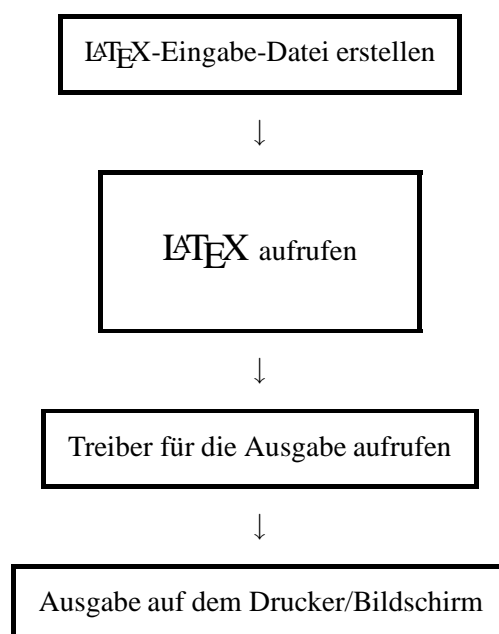 LATEX-Eingabe-Datei erstellen
↓
LATEX aufrufen
↓
Treiber für die Ausgabe aufrufen
↓
Ausgabe auf dem Drucker/Bildschirm